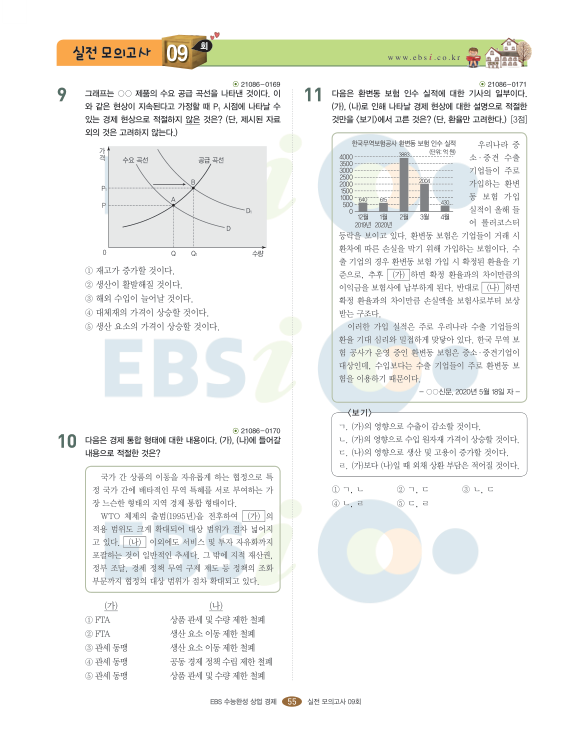 실전 모의고사 09 회
www.ebsi.co.kr
21086-0169
9 그래프는 ○○ 제품의 수요 공급 곡선을 나타낸 것이다. 이
와 같은 현상이 지속된다고 가정할 때 P₁ 시점에 나타날 수
있는 경제 현상으로 적절하지 않은 것은? (단, 제시된 자료
외의 것은 고려하지 않는다.)
가격
수요 곡선
공급 곡선
P₁
P
B
A
D₁
D
0
Q
Q₁
수량
① 재고가 증가할 것이다.
② 생산이 활발해질 것이다.
③ 해외 수입이 늘어날 것이다.
④ 대체재의 가격이 상승할 것이다.
⑤ 생산 요소의 가격이 상승할 것이다.
21086-0170
10 다음은 경제 통합 형태에 대한 내용이다. (가), (나)에 들어갈
내용으로 적절한 것은?
국가 간 상품의 이동을 자유롭게 하는 협정으로 특
정 국가 간에 배타적인 무역 특혜를 서로 부여하는 가
장 느슨한 형태의 지역 경제 통합 형태이다.
WTO 체제의 출범(1995년)을 전후하여 (가) 의
적용 범위도 크게 확대되어 대상 범위가 점차 넓어지
고 있다. (나) 이외에도 서비스 및 투자 자유화까지
포괄하는 것이 일반적인 추세다. 그 밖에 지적 재산권,
정부 조달, 경쟁 정책 무역 구제 제도 등 정책의 조화
부문까지 협정의 대상 범위가 점차 확대되고 있다.
(가) (나)
① FTA 상품 관세 및 수량 제한 철폐
② FTA 생산 요소 이동 제한 철폐
③ 관세 동맹 생산 요소 이동 제한 철폐
④ 관세 동맹 공동 경제 정책 수립 제한 철폐
⑤ 관세 동맹 상품 관세 및 수량 제한 철폐
21086-0171
11 다음은 환변동 보험 인수 실적에 대한 기사의 일부이다.
(가), (나)로 인해 나타날 경제 현상에 대한 설명으로 적절한
것만을 <보기>에서 고른 것은? (단, 환율만 고려한다.) [3점]
한국무역보험공사 환변동 보험 인수 실적
(단위: 억 원)
4000
3500
3000
2500
2000
1500
1000
500
0
640
615
3883
2004
430
12월
1월
2월
3월
4월
2019년
2020년
우리나라 중
소·중견 수출
기업들이 주로
가입하는 환변
동 보험 가입
실적이 올해 들
어 롤러코스터
등락을 보이고 있다. 환변동 보험은 기업들이 거래 시
환차에 따른 손실을 막기 위해 가입하는 보험이다. 수
출 기업의 경우 환변동 보험 가입 시 확정된 환율을 기
준으로, 추후 (가) 하면 확정 환율과의 차이만큼의
이익금을 보험사에 납부하게 된다. 반대로 (나) 하면
확정 환율과의 차이만큼 손실액을 보험사로부터 보상
받는 구조다.
이러한 가입 실적은 주로 우리나라 수출 기업들의
환율 기대 심리와 밀접하게 맞닿아 있다. 한국 무역 보
험 공사가 운영 중인 환변동 보험은 중소·중견기업이
대상인데, 수입보다는 수출 기업들이 주로 환변동 보
험을 이용하기 때문이다.
- ○○신문, 2020년 5월 18일 자 -
<보기>
ㄱ. (가)의 영향으로 수출이 감소할 것이다.
ㄴ. (가)의 영향으로 수입 원자재 가격이 상승할 것이다.
ㄷ. (나)의 영향으로 생산 및 고용이 증가할 것이다.
ㄹ. (가)보다 (나)일 때 외채 상환 부담은 적어질 것이다.
① ㄱ, ㄴ ② ㄱ, ㄷ ③ ㄴ, ㄷ
④ ㄴ, ㄹ ⑤ ㄷ, ㄹ
EBS 수능완성 상업 경제 55 실전 모의고사 09회
EBSi